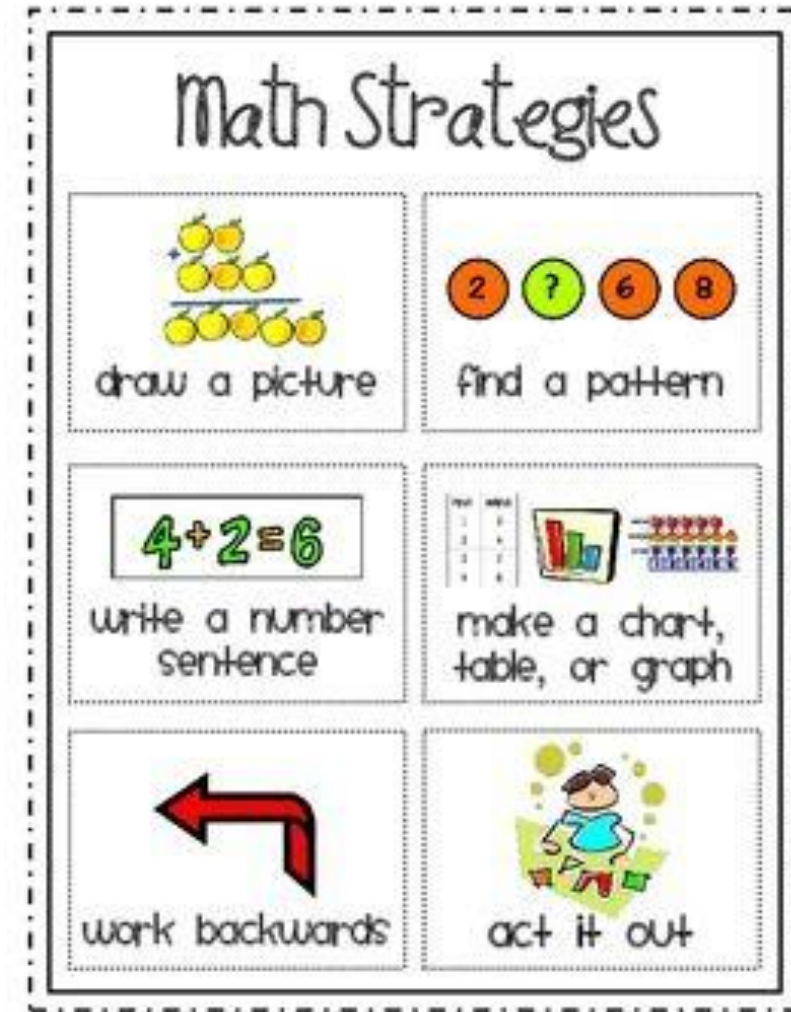 Math Strategies
draw a picture
2 ? 6 8
find a pattern
4+2=6
write a number
sentence
make a chart,
table, or graph
work backwards
act it out